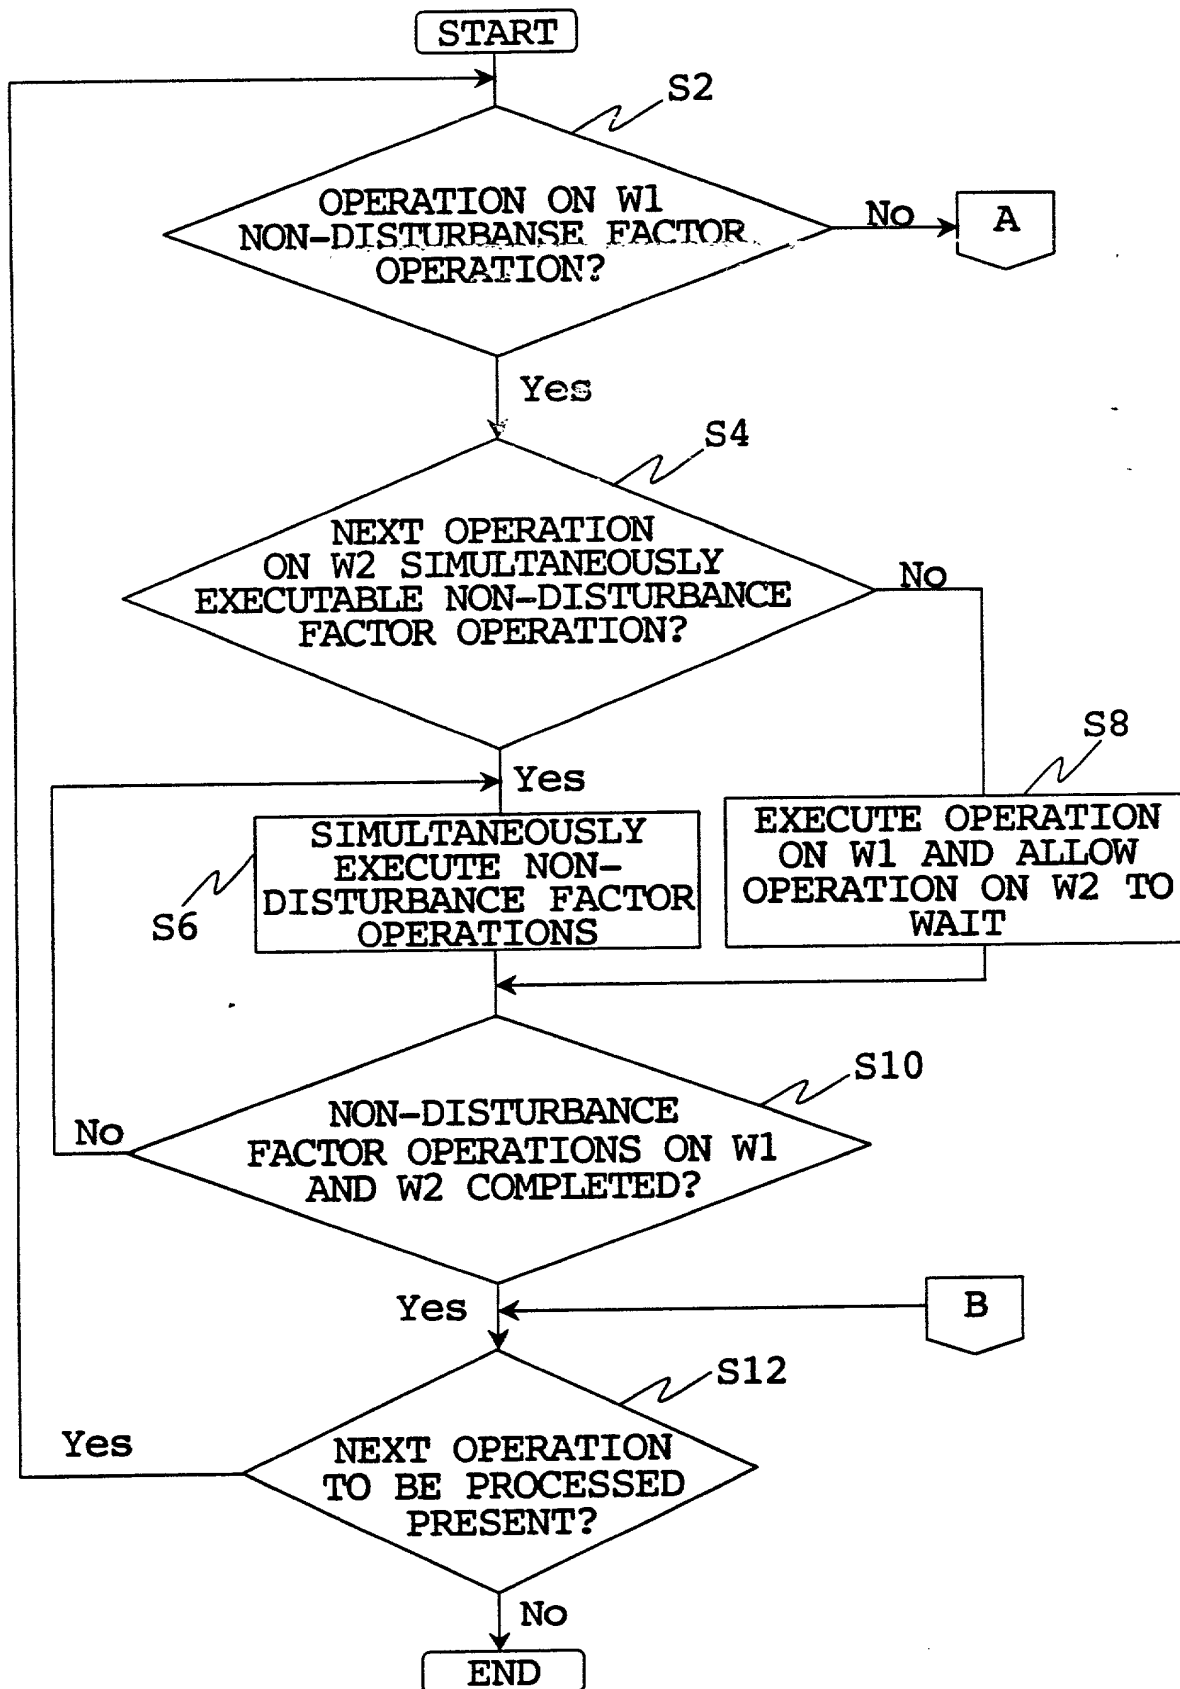 START
S2
OPERATION ON W1
NON-DISTURBANSE FACTOR
OPERATION?
No
A
Yes
S4
NEXT OPERATION
ON W2 SIMULTANEOUSLY
EXECUTABLE NON-DISTURBANCE
FACTOR OPERATION?
No
S8
Yes
SIMULTANEOUSLY
EXECUTE NON-
DISTURBANCE FACTOR
OPERATIONS
S6
EXECUTE OPERATION
ON W1 AND ALLOW
OPERATION ON W2 TO
WAIT
S10
NON-DISTURBANCE
FACTOR OPERATIONS ON W1
AND W2 COMPLETED?
No
Yes
B
S12
NEXT OPERATION
TO BE PROCESSED
PRESENT?
Yes
No
END